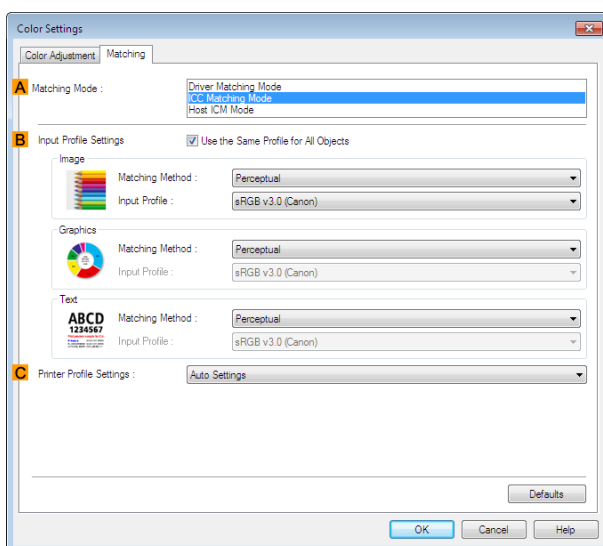 Color Settings
Color Adjustment Matching
A Matching Mode : Driver Matching Mode
ICC Matching Mode
Host ICM Mode
B Input Profile Settings Use the Same Profile for All Objects
Image
Matching Method : Perceptual
Input Profile : sRGB v3.0 (Canon)
Graphics
Matching Method : Perceptual
Input Profile : sRGB v3.0 (Canon)
Text
ABCD Matching Method : Perceptual
1234567
Input Profile : sRGB v3.0 (Canon)
C Printer Profile Settings : Auto Settings
Defaults
OK Cancel Help